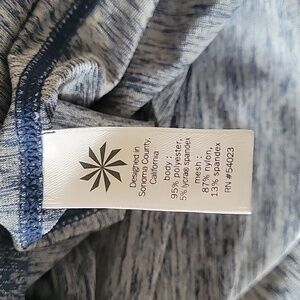 Designed in
Sonoma County,
California
body :
95% polyester,
5% lycra® spandex
mesh :
87% nylon,
13% spandex
RN #54023